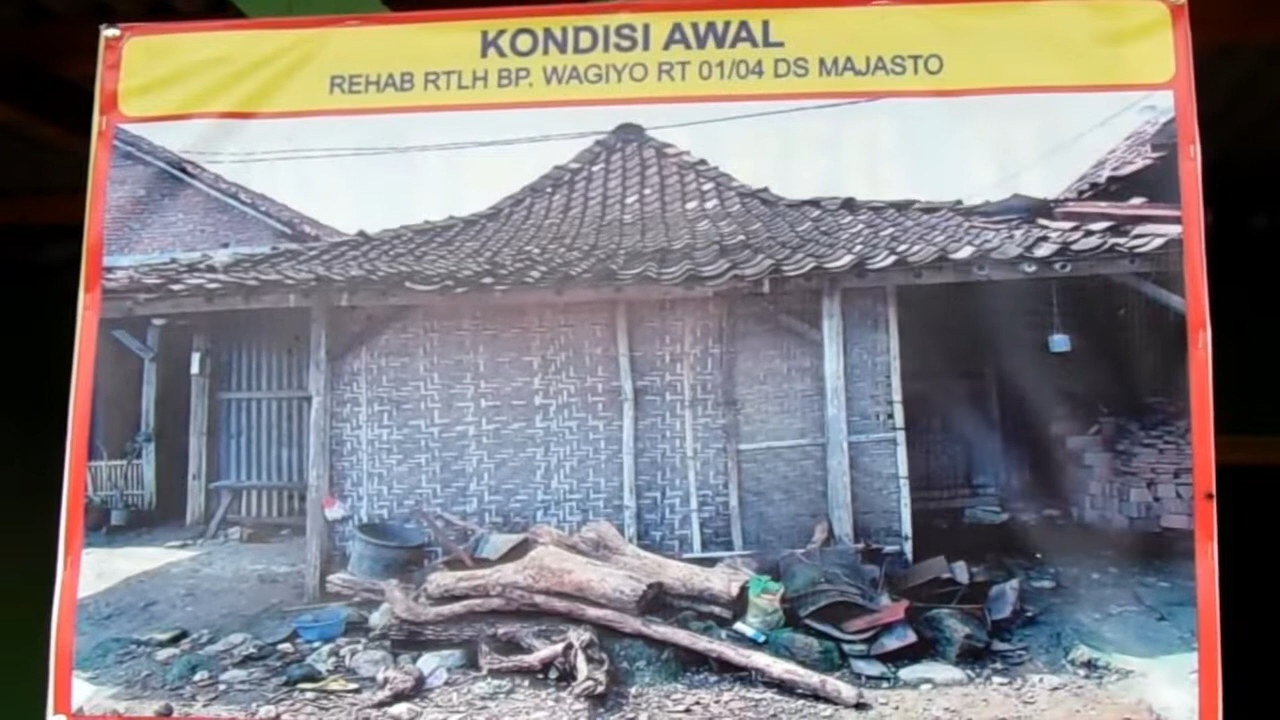 KONDISI AWAL
REHAB RTLH BP. WAGIYO RT 01/04 DS MAJASTO